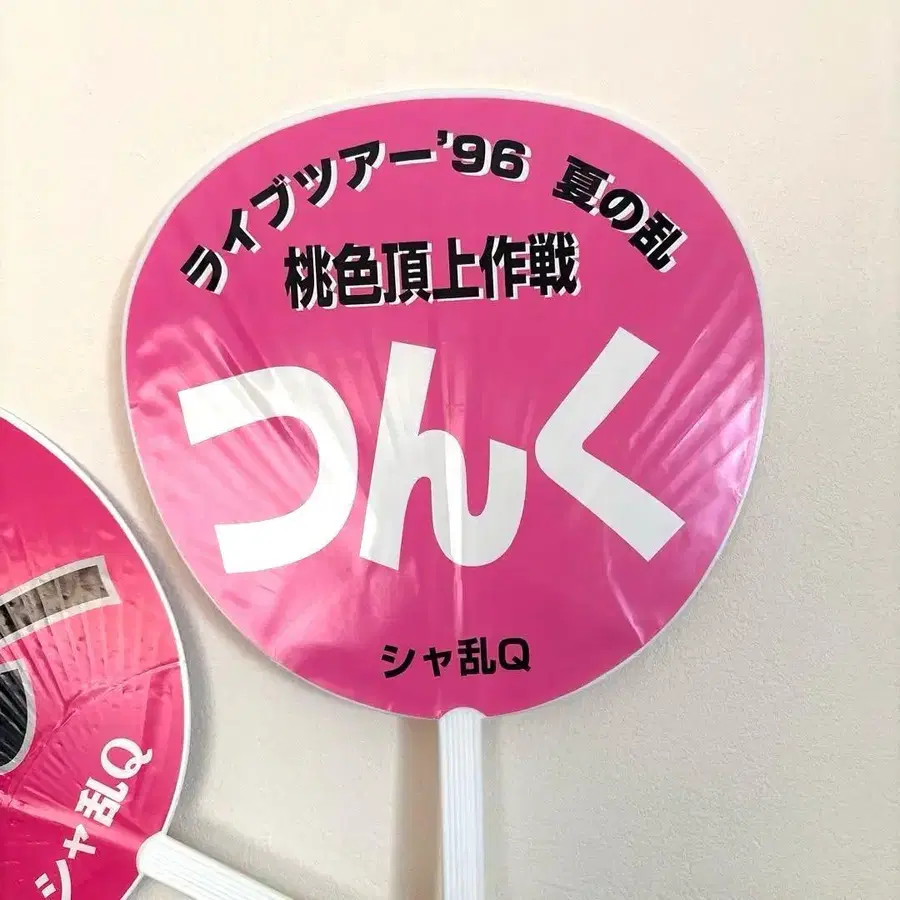 ライブツアー'96 夏の乱
桃色頂上作戦
つんく
シャ乱Q
シャ乱Q